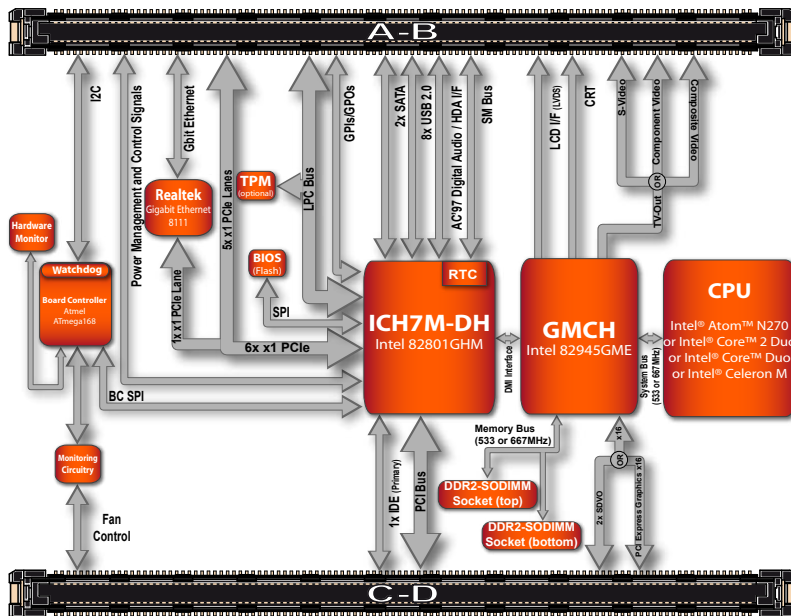 A-B
I2C
Power Management and Control Signals
Gbit Ethernet
5x x1 PCIe Lanes
LPC Bus
GPIs/GPOs
2x SATA
8x USB 2.0
AC'97 Digital Audio / HDA I/F
SM Bus
LCD I/F (LVDS)
CRT
S-Video
Component Video
Composite Video
OR
TV-Out
TPM
(optional)
Realtek
Gigabit Ethernet
8111
Hardware
Monitor
BIOS
(Flash)
SPI
Watchdog
Board Controller
Atmel
ATmega168
RTC
ICH7M-DH
Intel 82801GHM
GMCH
Intel 82945GME
CPU
Intel® Atom™ N270
or Intel® Core™ 2 Duo
or Intel® Core™ Duo
or Intel® Celeron M
1x x1 PCIe Lane
6x x1 PCIe
DMI Interface
System Bus
(533 or 667MHz)
BC SPI
Memory Bus
(533 or 667MHz)
x16
OR
Monitoring
Circuitry
DDR2-SODIMM
Socket (top)
DDR2-SODIMM
Socket (bottom)
1x IDE (Primary)
PCI Bus
2x SDVO
PCI Express Graphics x16
Fan
Control
C-D